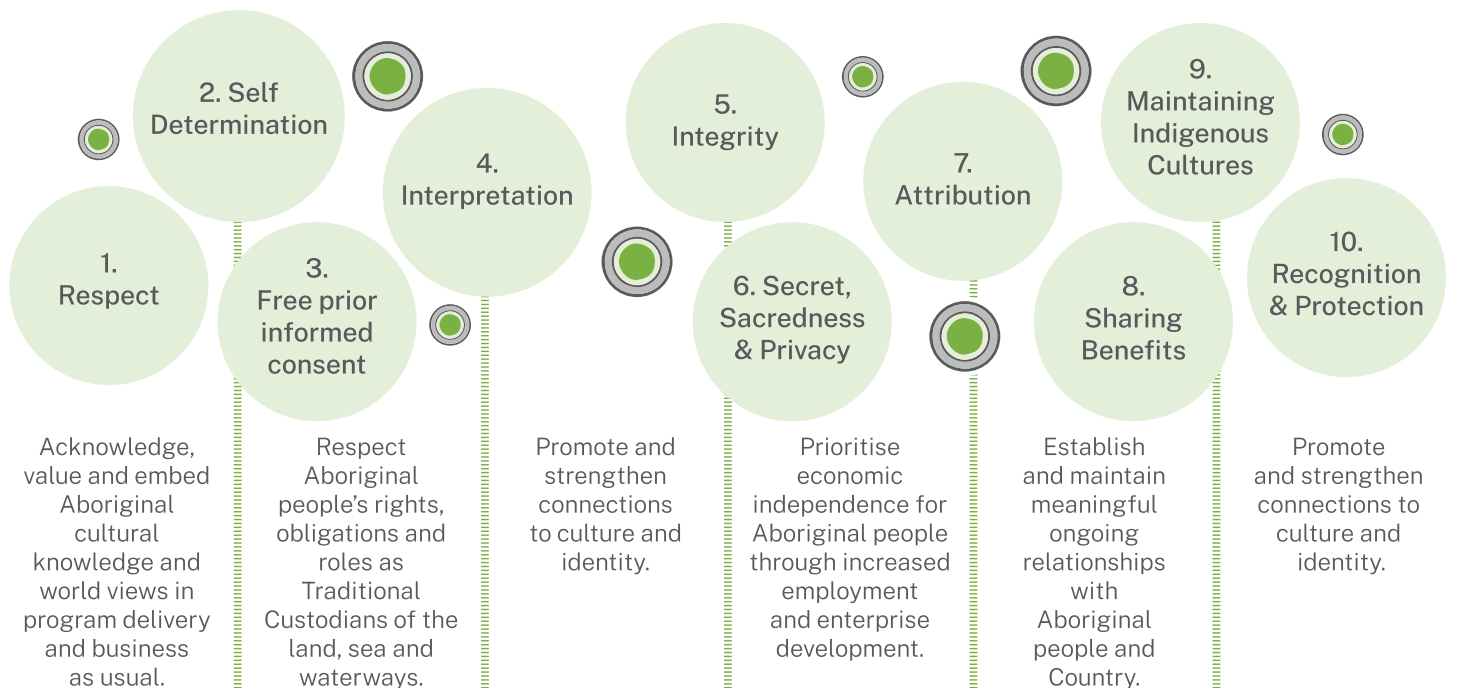 1.
Respect
2. Self
Determination
3.
Free prior
informed
consent
4.
Interpretation
5.
Integrity
6. Secret,
Sacredness
& Privacy
7.
Attribution
8.
Sharing
Benefits
9.
Maintaining
Indigenous
Cultures
10.
Recognition
& Protection
Acknowledge,
value and embed
Aboriginal
cultural
knowledge and
world views in
program delivery
and business
as usual.
Respect
Aboriginal
people’s rights,
obligations and
roles as
Traditional
Custodians of the
land, sea and
waterways.
Promote and
strengthen
connections
to culture and
identity.
Prioritise
economic
independence for
Aboriginal people
through increased
employment
and enterprise
development.
Establish
and maintain
meaningful
ongoing
relationships
with
Aboriginal
people and
Country.
Promote
and strengthen
connections to
culture and
identity.